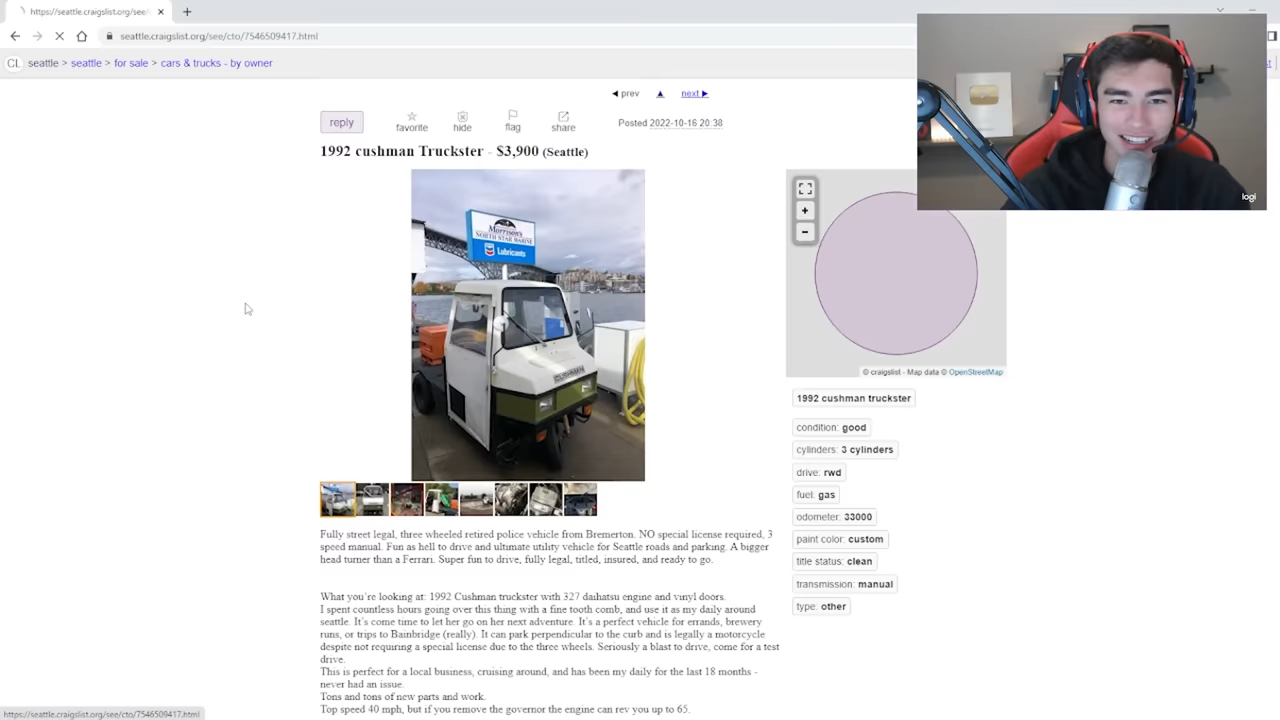 https://seattle.craigslist.org/see/
seattle.craigslist.org/see/cto/7546509417.html
CL seattle > seattle > for sale > cars & trucks - by owner
◀ prev ▲ next ▶
reply favorite hide flag share Posted 2022-10-16 20:38
1992 cushman Truckster - $3,900 (Seattle)
Morrison's
NORTH STAR MARINE
Lubricants
CUSHMAN
logi
+
−
© craigslist - Map data © OpenStreetMap
1992 cushman truckster
condition: good
cylinders: 3 cylinders
drive: rwd
fuel: gas
odometer: 33000
paint color: custom
title status: clean
transmission: manual
type: other
Fully street legal, three wheeled retired police vehicle from Bremerton. NO special license required, 3
speed manual. Fun as hell to drive and ultimate utility vehicle for Seattle roads and parking. A bigger
head turner than a Ferrari. Super fun to drive, fully legal, titled, insured, and ready to go.
What you're looking at: 1992 Cushman truckster with 327 daihatsu engine and vinyl doors.
I spent countless hours going over this thing with a fine tooth comb, and use it as my daily around
seattle. It's come time to let her go on her next adventure. It's a perfect vehicle for errands, brewery
runs, or trips to Bainbridge (really). It can park perpendicular to the curb and is legally a motorcycle
despite not requiring a special license due to the three wheels. Seriously a blast to drive, come for a test
drive.
This is perfect for a local business, cruising around, and has been my daily for the last 18 months -
never had an issue.
Tons and tons of new parts and work.
Top speed 40 mph, but if you remove the governor the engine can rev you up to 65.
https://seattle.craigslist.org/see/cto/7546509417.html